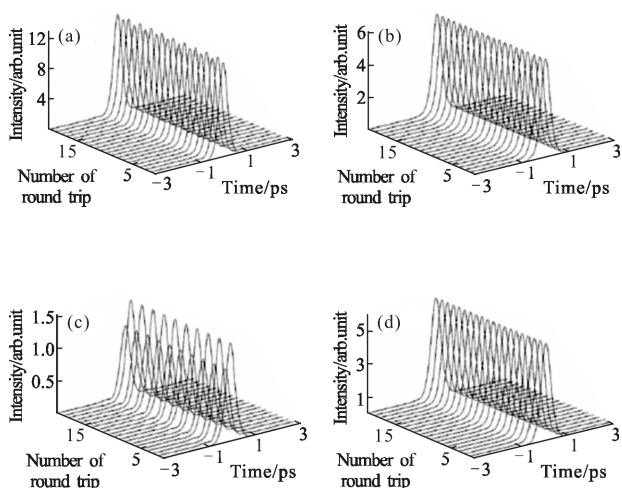 (a)
Intensity/arb.unit
12
8
4
15
5
Number of
round trip
-3
-1
1
3
Time/ps
(b)
Intensity/arb.unit
6
4
2
15
5
Number of
round trip
-3
-1
1
3
Time/ps
(c)
Intensity/arb.unit
1.5
1.0
0.5
15
5
Number of
round trip
-3
-1
1
3
Time/ps
(d)
Intensity/arb.unit
5
3
1
15
5
Number of
round trip
-3
-1
1
3
Time/ps